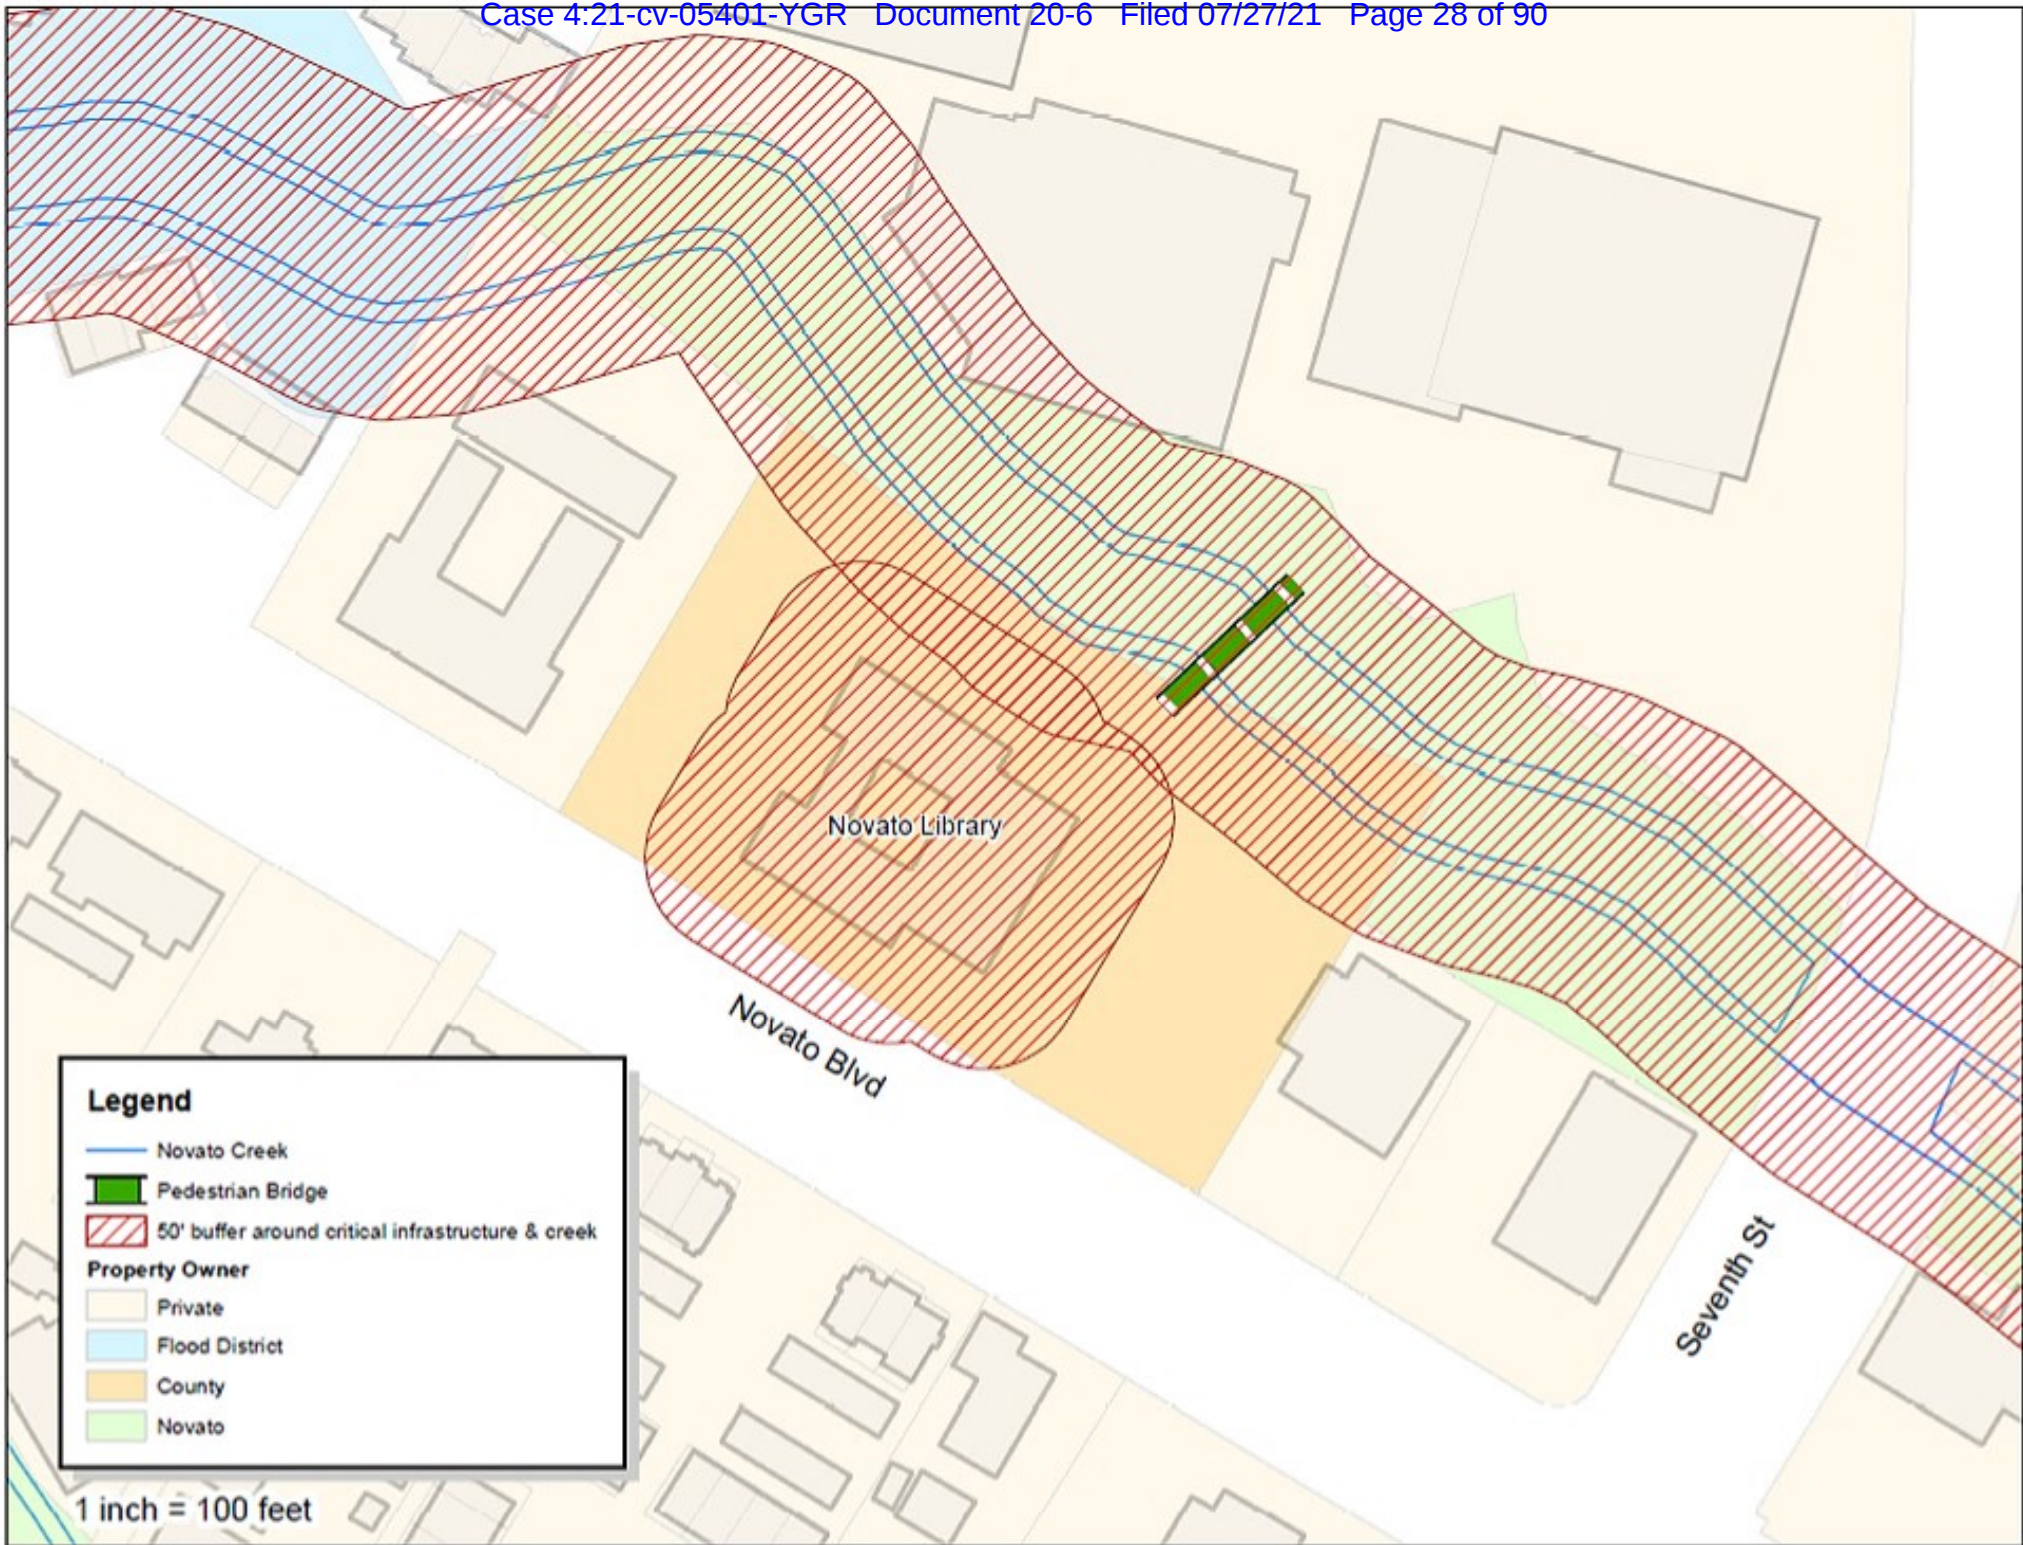 Case 4:21-cv-05401-YGR Document 20-6 Filed 07/27/21 Page 28 of 90
Novato Library
Novato Blvd
Seventh St
Legend
Novato Creek
Pedestrian Bridge
50' buffer around critical infrastructure & creek
Property Owner
Private
Flood District
County
Novato
1 inch = 100 feet